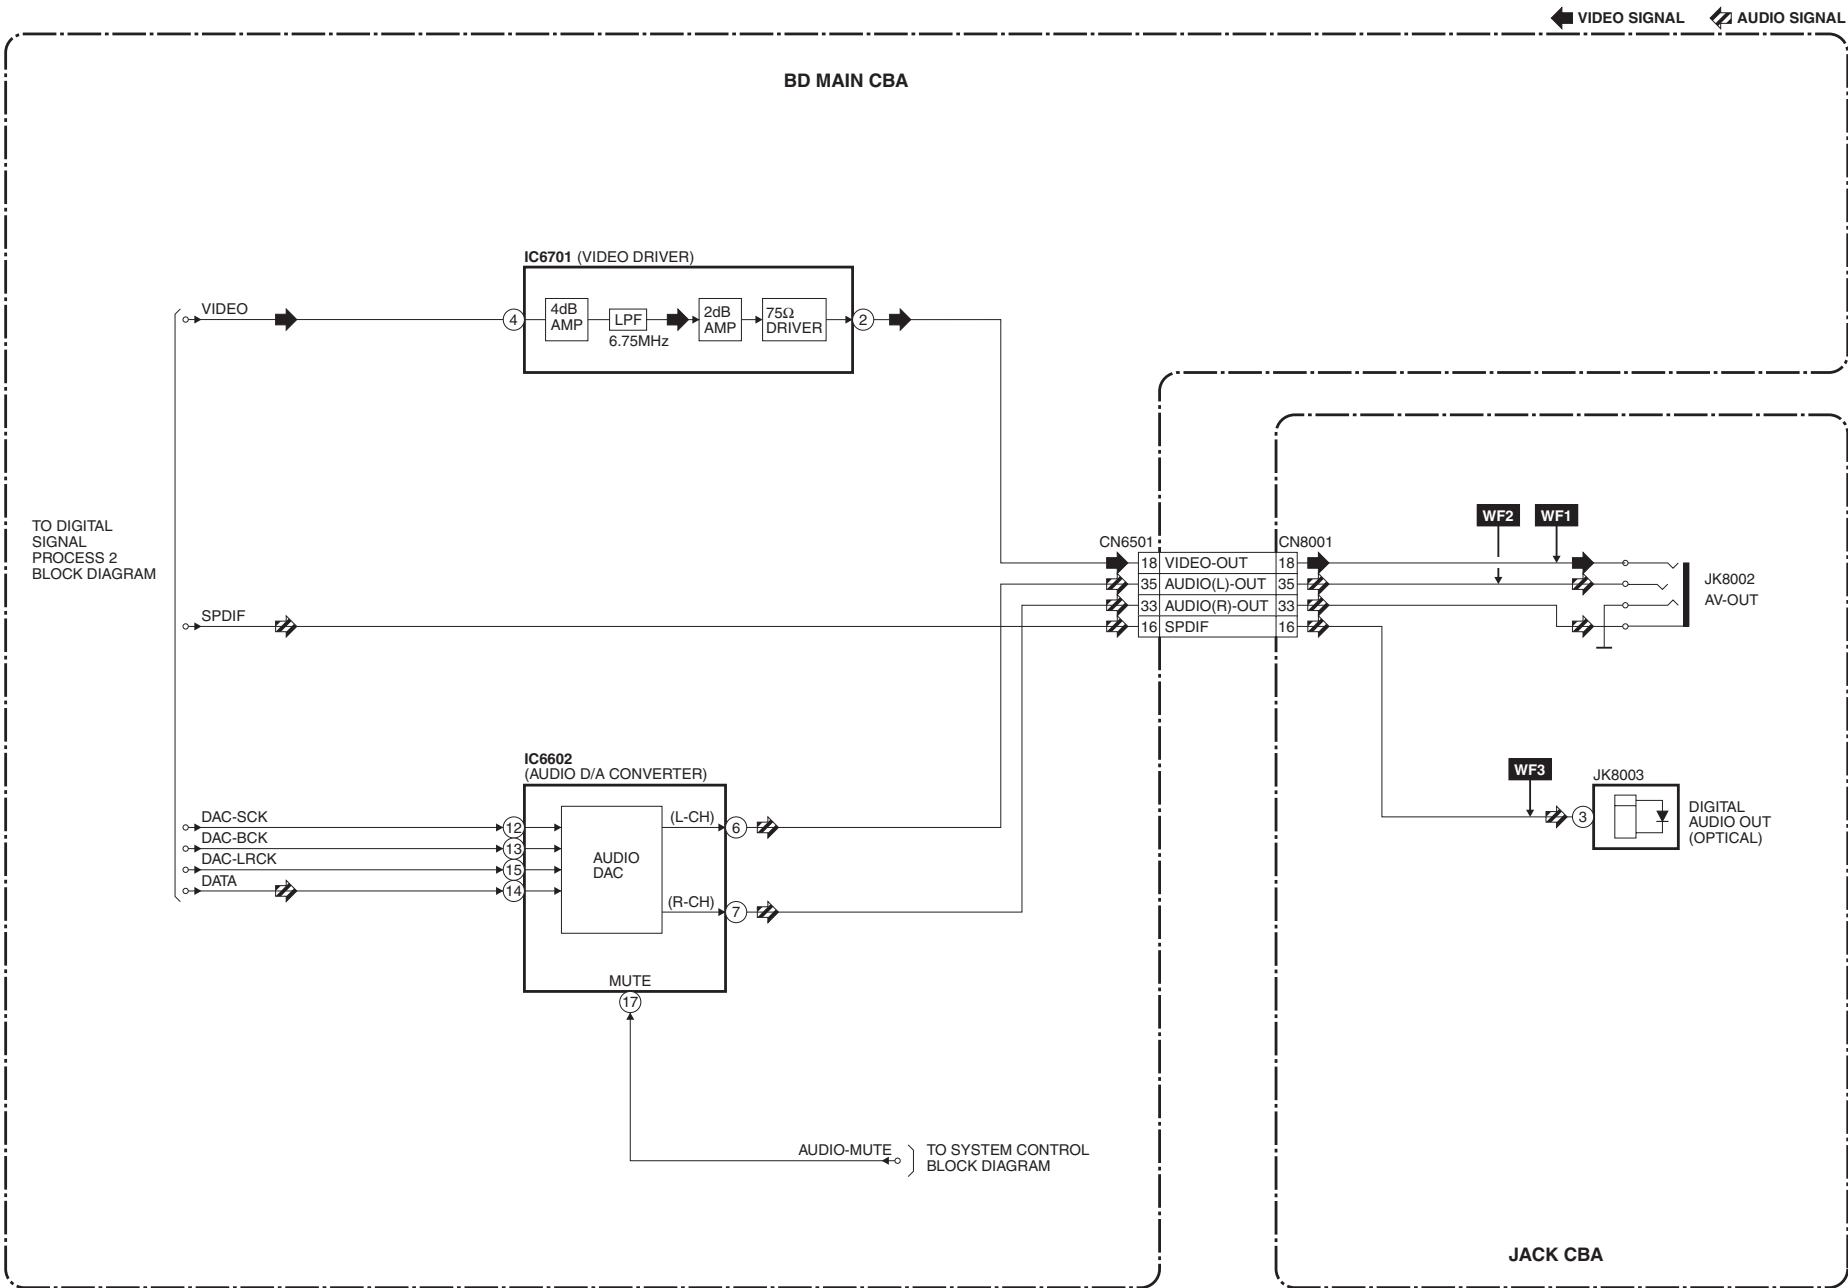 VIDEO SIGNAL AUDIO SIGNAL
BD MAIN CBA
IC6701 (VIDEO DRIVER)
VIDEO
4
4dB
AMP
LPF
6.75MHz
2dB
AMP
75Ω
DRIVER
2
TO DIGITAL
SIGNAL
PROCESS 2
BLOCK DIAGRAM
SPDIF
CN6501
CN8001
18 VIDEO-OUT 18
35 AUDIO(L)-OUT 35
33 AUDIO(R)-OUT 33
16 SPDIF 16
WF2
WF1
JK8002
AV-OUT
IC6602
(AUDIO D/A CONVERTER)
DAC-SCK
12
DAC-BCK
13
DAC-LRCK
15
DATA
14
AUDIO
DAC
(L-CH)
6
(R-CH)
7
MUTE
17
WF3
JK8003
3
DIGITAL
AUDIO OUT
(OPTICAL)
AUDIO-MUTE
TO SYSTEM CONTROL
BLOCK DIAGRAM
JACK CBA